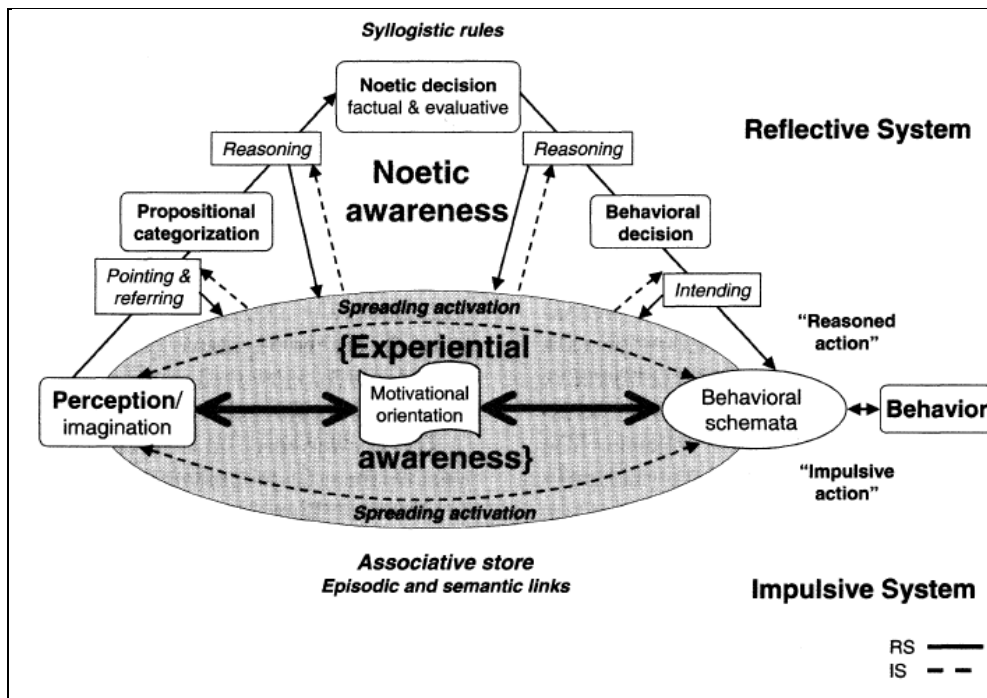 Syllogistic rules
Noetic decision
factual & evaluative
Reflective System
Reasoning
Reasoning
Noetic
awareness
Propositional
categorization
Behavioral
decision
Pointing &
referring
Intending
Spreading activation
"Reasoned
action"
{Experiential
Perception/
imagination
Motivational
orientation
Behavioral
schemata
Behavior
awareness}
"Impulsive
action"
Spreading activation
Associative store
Episodic and semantic links
Impulsive System
RS
IS